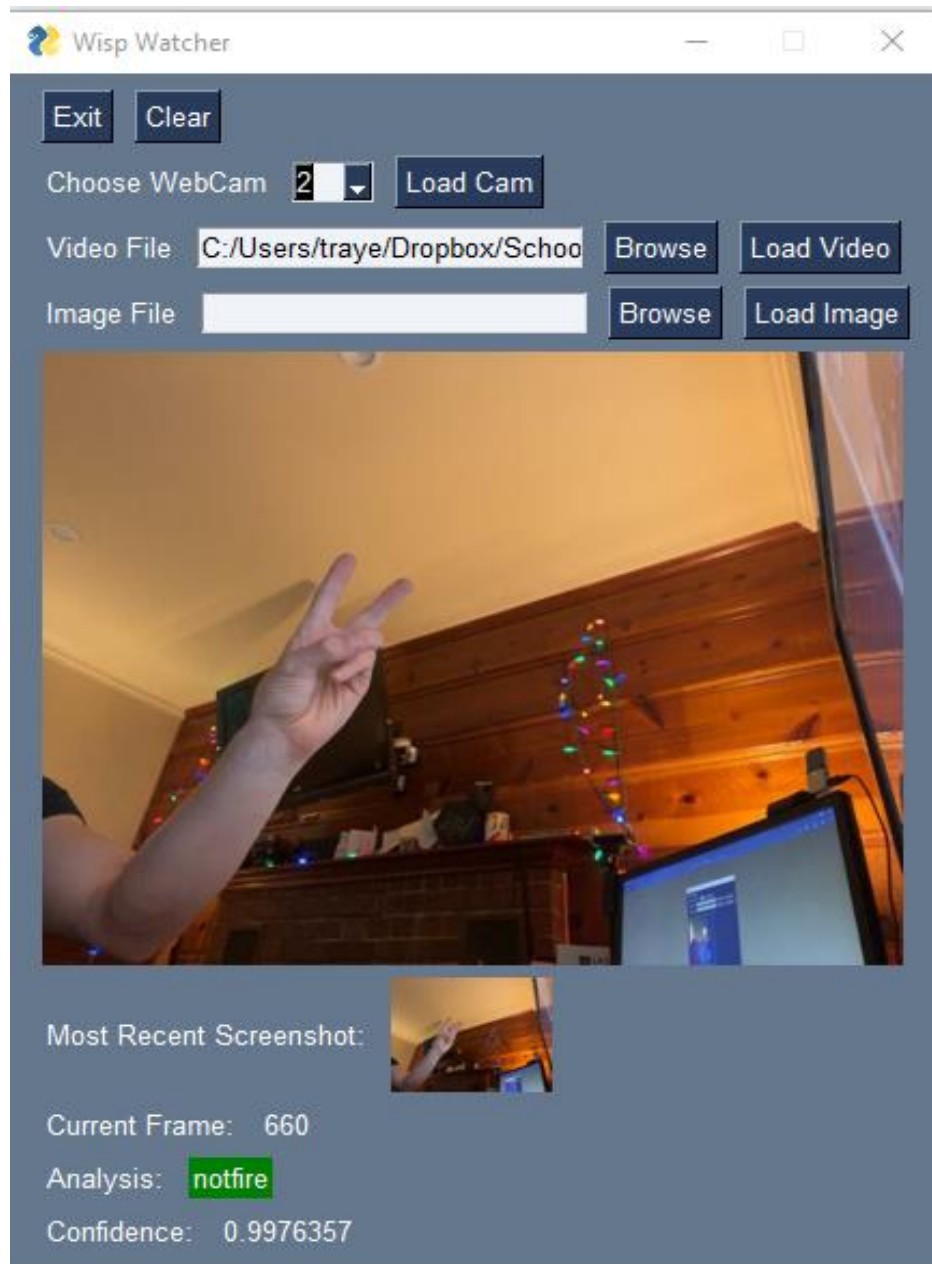 Wisp Watcher
Exit Clear
Choose WebCam 2 Load Cam
Video File C:/Users/traye/Dropbox/Schoo Browse Load Video
Image File Browse Load Image
Most Recent Screenshot:
Current Frame: 660
Analysis: notfire
Confidence: 0.9976357